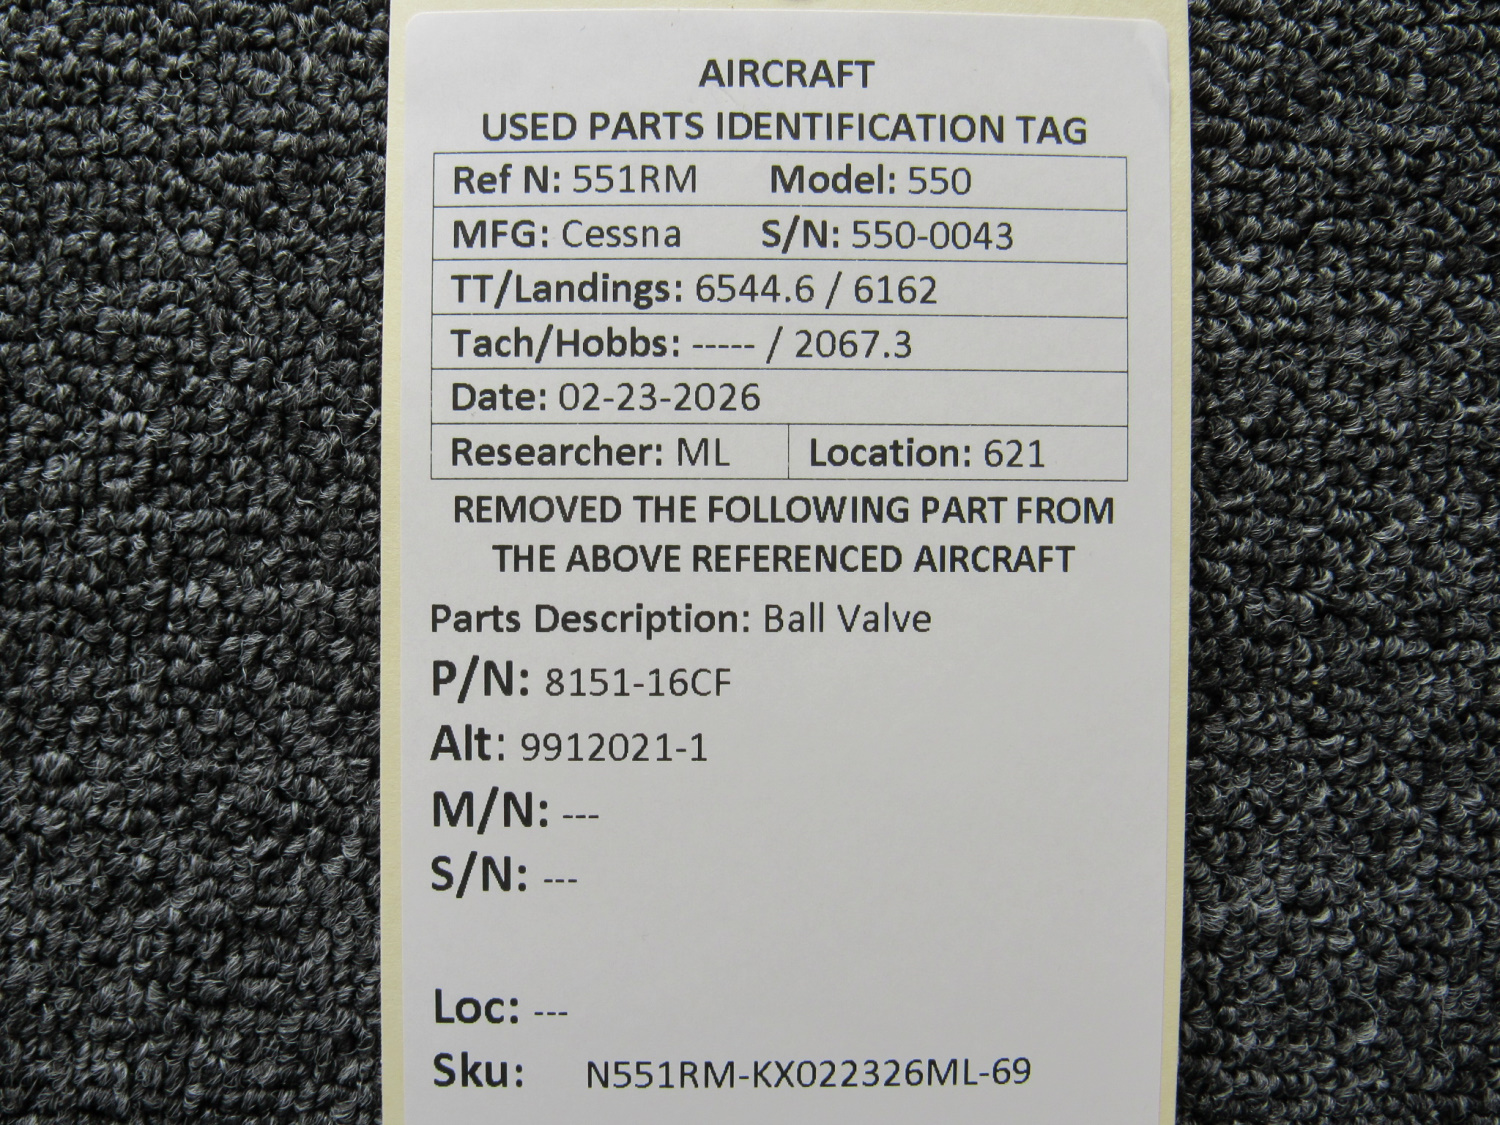 AIRCRAFT
USED PARTS IDENTIFICATION TAG
Ref N: 551RM Model: 550
MFG: Cessna S/N: 550-0043
TT/Landings: 6544.6 / 6162
Tach/Hobbs: ----- / 2067.3
Date: 02-23-2026
Researcher: ML Location: 621
REMOVED THE FOLLOWING PART FROM
THE ABOVE REFERENCED AIRCRAFT
Parts Description: Ball Valve
P/N: 8151-16CF
Alt: 9912021-1
M/N: ---
S/N: ---
Loc: ---
Sku: N551RM-KX022326ML-69